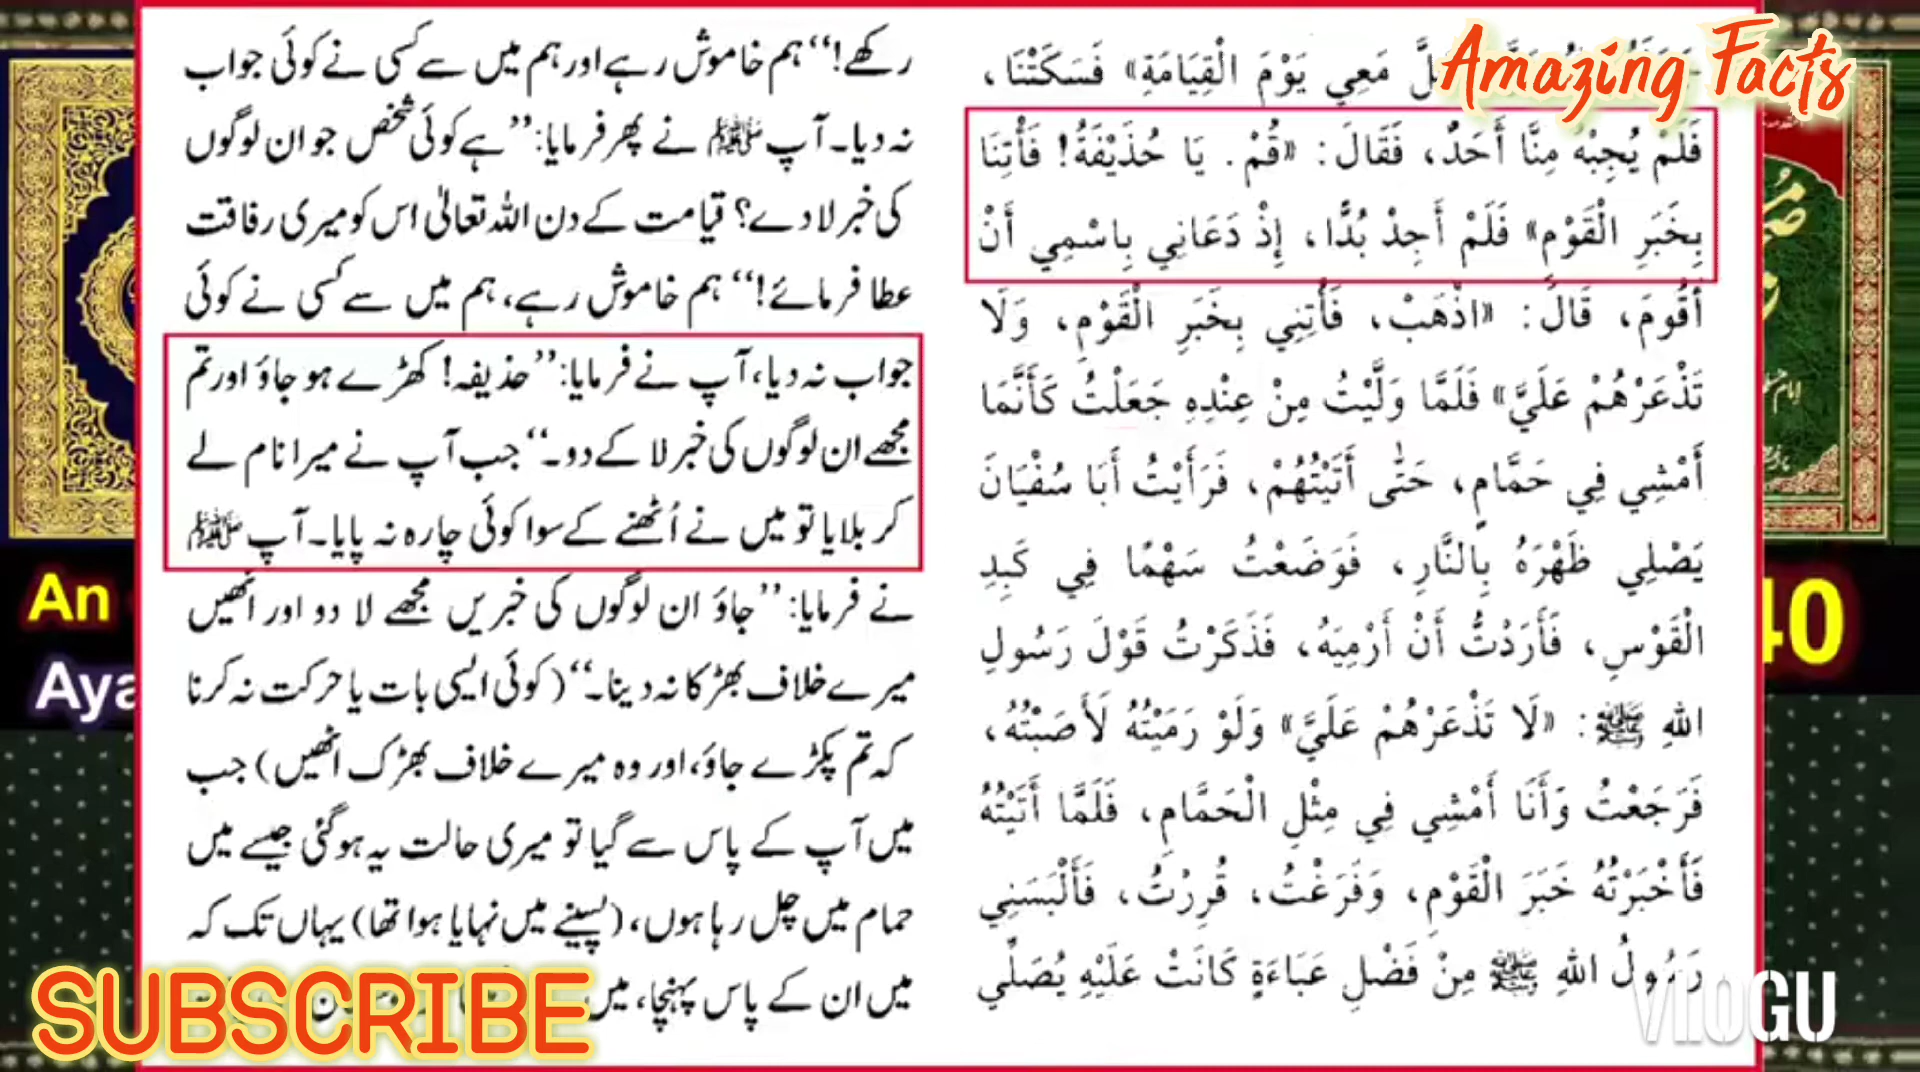 Amazing Facts
مَعِي يَوْمَ الْقِيَامَةِ» فَسَكَتْنَا،
فَلَمْ يُجِبْهُ مِنَّا أَحَدٌ، فَقَالَ: «قُمْ. يَا حُذَيْفَةُ! فَأْتِنَا
بِخَبَرِ الْقَوْمِ» فَلَمْ أَجِدْ بُدًّا، إِذْ دَعَانِي بِاسْمِي أَنْ
أَقُومَ، قَالَ: «اذْهَبْ، فَأْتِنِي بِخَبَرِ الْقَوْمِ، وَلَا
تَذْعَرْهُمْ عَلَيَّ» فَلَمَّا وَلَّيْتُ مِنْ عِنْدِهِ جَعَلْتُ كَأَنَّمَا
أَمْشِي فِي حَمَّامٍ، حَتَّى أَتَيْتُهُمْ، فَرَأَيْتُ أَبَا سُفْيَانَ
يَصْلِي ظَهْرَهُ بِالنَّارِ، فَوَضَعْتُ سَهْمًا فِي كَبِدِ
الْقَوْسِ، فَأَرَدْتُ أَنْ أَرْمِيَهُ، فَذَكَرْتُ قَوْلَ رَسُولِ
اللهِ ﷺ: «لَا تَذْعَرْهُمْ عَلَيَّ» وَلَوْ رَمَيْتُهُ لَأَصَبْتُهُ،
فَرَجَعْتُ وَأَنَا أَمْشِي فِي مِثْلِ الْحَمَّامِ، فَلَمَّا أَتَيْتُهُ
فَأَخْبَرْتُهُ خَبَرَ الْقَوْمِ، وَفَرَغْتُ، قُرِرْتُ، فَأَلْبَسَنِي
رَسُولُ اللهِ ﷺ مِنْ فَضْلِ عَبَاءَةٍ كَانَتْ عَلَيْهِ يُصَلِّي
رکھے!‘‘ ہم خاموش رہے اور ہم میں سے کسی نے کوئی جواب
نہ دیا۔ آپ ﷺ نے پھر فرمایا: ’’ہے کوئی شخص جو ان لوگوں
کی خبر لا دے؟ قیامت کے دن اللہ تعالیٰ اس کو میری رفاقت
عطا فرمائے!‘‘ ہم خاموش رہے، ہم میں سے کسی نے کوئی
جواب نہ دیا، آپ نے فرمایا: ’’حذیفہ! کھڑے ہو جاؤ اور تم
مجھے ان لوگوں کی خبر لا کے دو۔‘‘ جب آپ نے میرا نام لے
کر بلایا تو میں نے اُٹھنے کے سوا کوئی چارہ نہ پایا۔ آپ ﷺ
نے فرمایا: ’’جاؤ ان لوگوں کی خبریں مجھے لا دو اور انھیں
میرے خلاف بھڑکا نہ دینا۔‘‘ (کوئی ایسی بات یا حرکت نہ کرنا
کہ تم پکڑے جاؤ، اور وہ میرے خلاف بھڑک اٹھیں) جب
میں آپ کے پاس سے گیا تو میری حالت یہ ہوگئی جیسے میں
حمام میں چل رہا ہوں، (پسینے میں نہایا ہوا تھا) یہاں تک کہ
میں ان کے پاس پہنچا، میں
An
Aya
40
SUBSCRIBE
VLOGU